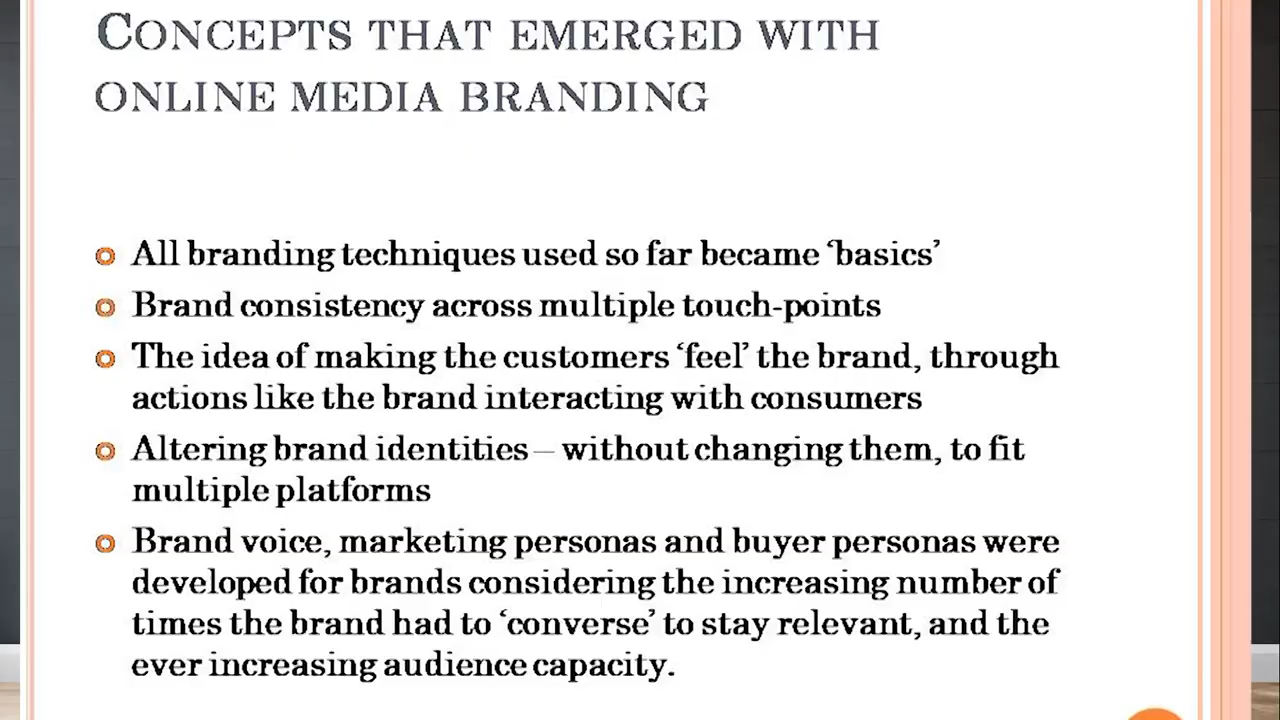 CONCEPTS THAT EMERGED WITH
ONLINE MEDIA BRANDING
All branding techniques used so far became ‘basics’
Brand consistency across multiple touch-points
The idea of making the customers ‘feel’ the brand, through
actions like the brand interacting with consumers
Altering brand identities – without changing them, to fit
multiple platforms
Brand voice, marketing personas and buyer personas were
developed for brands considering the increasing number of
times the brand had to ‘converse’ to stay relevant, and the
ever increasing audience capacity.